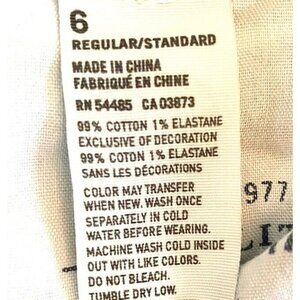 6
REGULAR/STANDARD
MADE IN CHINA
FABRIQUÉ EN CHINE
RN 54485 CA 03873
99% COTTON 1% ELASTANE
EXCLUSIVE OF DECORATION
99% COTON 1% ELASTANE
SANS LES DÉCORATIONS
COLOR MAY TRANSFER
WHEN NEW. WASH ONCE
SEPARATELY IN COLD
WATER BEFORE WEARING.
MACHINE WASH COLD INSIDE
OUT WITH LIKE COLORS.
DO NOT BLEACH.
TUMBLE DRY LOW.
977